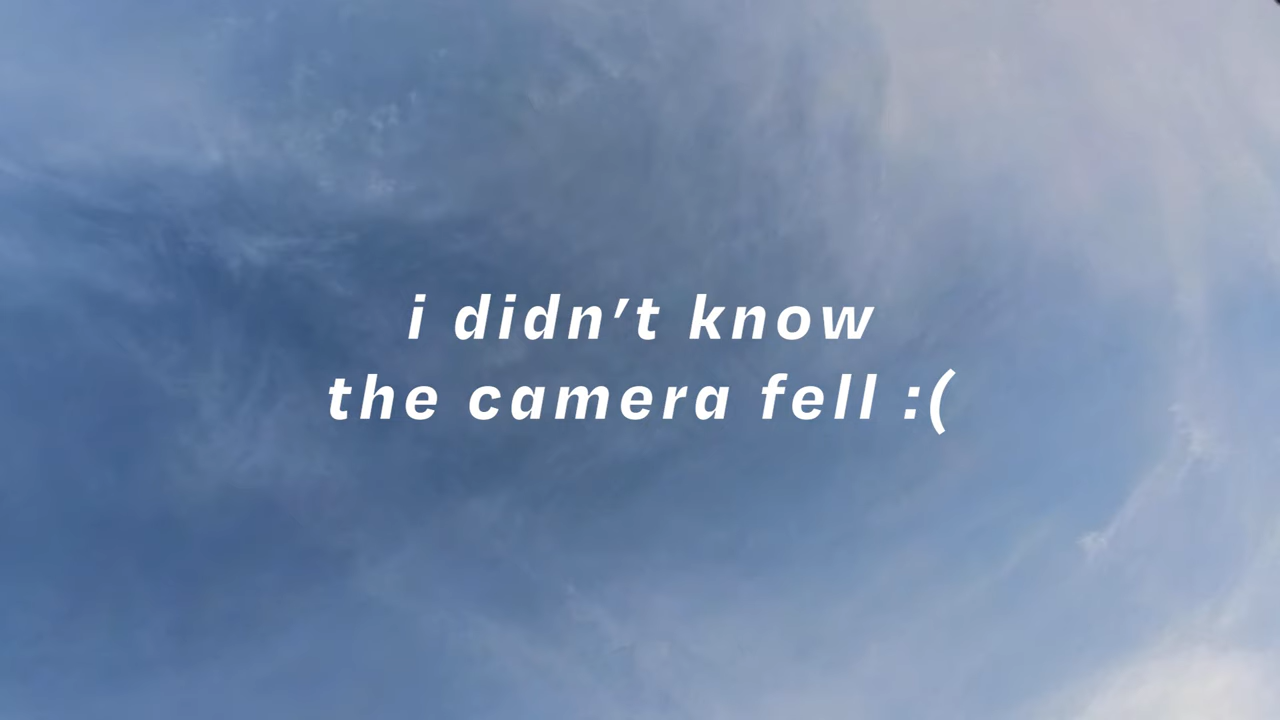 i didn’t know
the camera fell :(